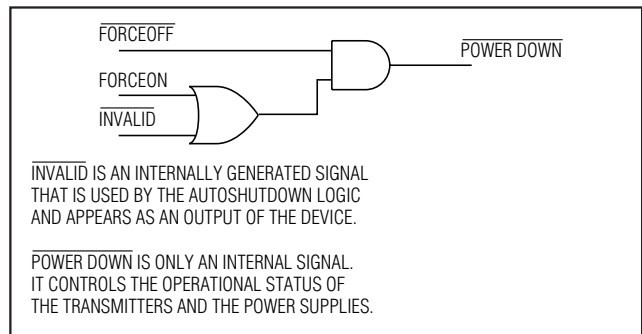 FORCEOFF
POWER DOWN
FORCEON
INVALID
INVALID IS AN INTERNALLY GENERATED SIGNAL
THAT IS USED BY THE AUTOSHUTDOWN LOGIC
AND APPEARS AS AN OUTPUT OF THE DEVICE.
POWER DOWN IS ONLY AN INTERNAL SIGNAL.
IT CONTROLS THE OPERATIONAL STATUS OF
THE TRANSMITTERS AND THE POWER SUPPLIES.